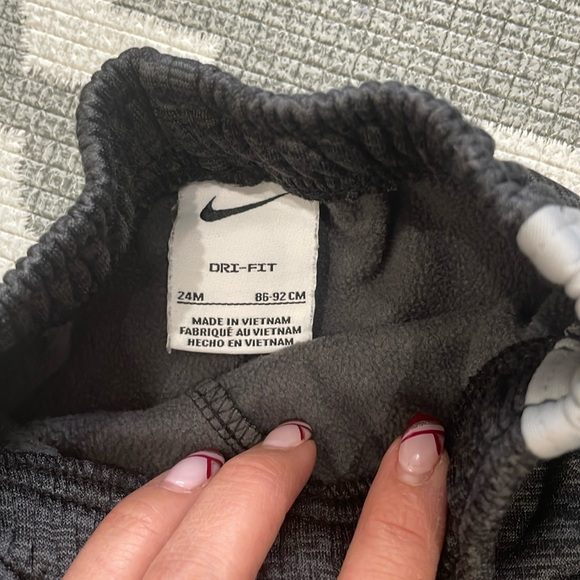 DRI-FIT
24M 86-92 CM
MADE IN VIETNAM
FABRIQUÉ AU VIETNAM
HECHO EN VIETNAM